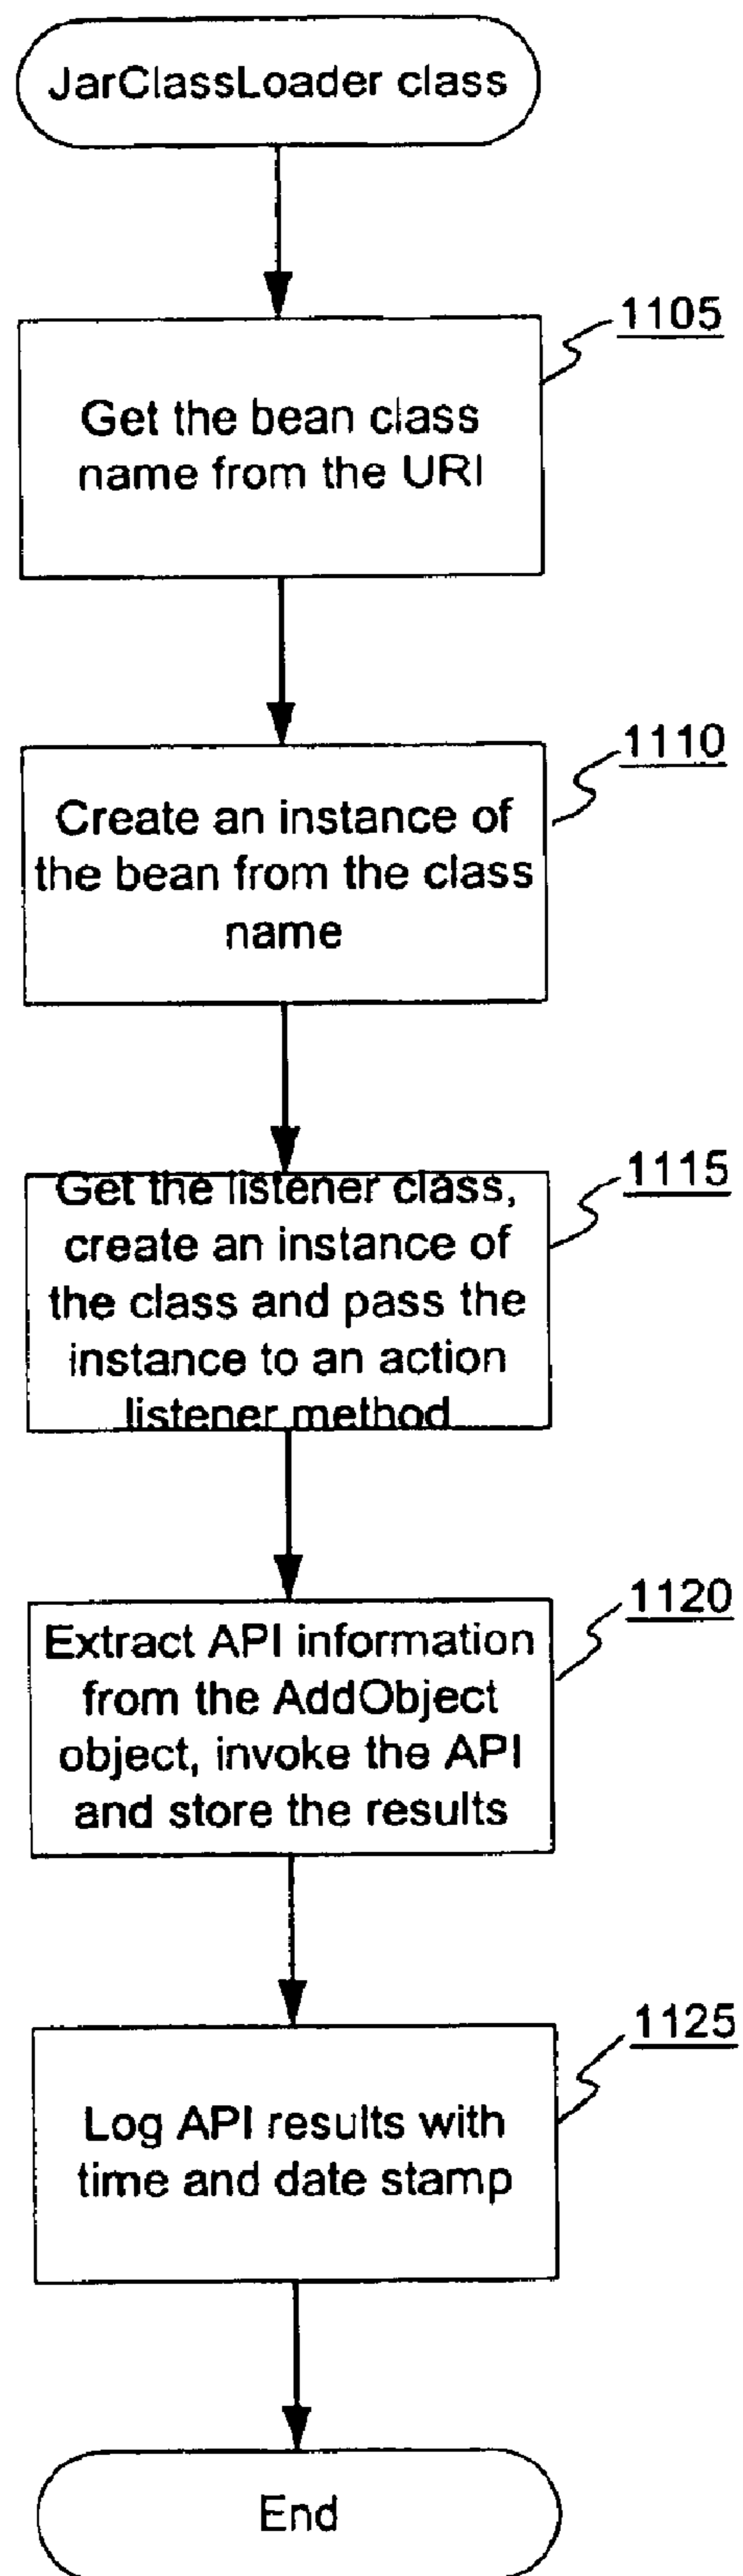 JarClassLoader class
1105
Get the bean class
name from the URI
1110
Create an instance of
the bean from the class
name
1115
Get the listener class,
create an instance of
the class and pass the
instance to an action
listener method
1120
Extract API information
from the AddObject
object, invoke the API
and store the results
1125
Log API results with
time and date stamp
End